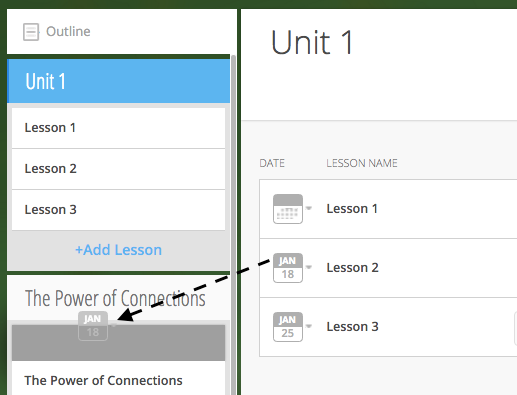 Outline
Unit 1
Lesson 1
Lesson 2
Lesson 3
+Add Lesson
The Power of Connections
JAN
18
The Power of Connections
Unit 1
DATE LESSON NAME
Lesson 1
JAN
18
Lesson 2
JAN
25
Lesson 3